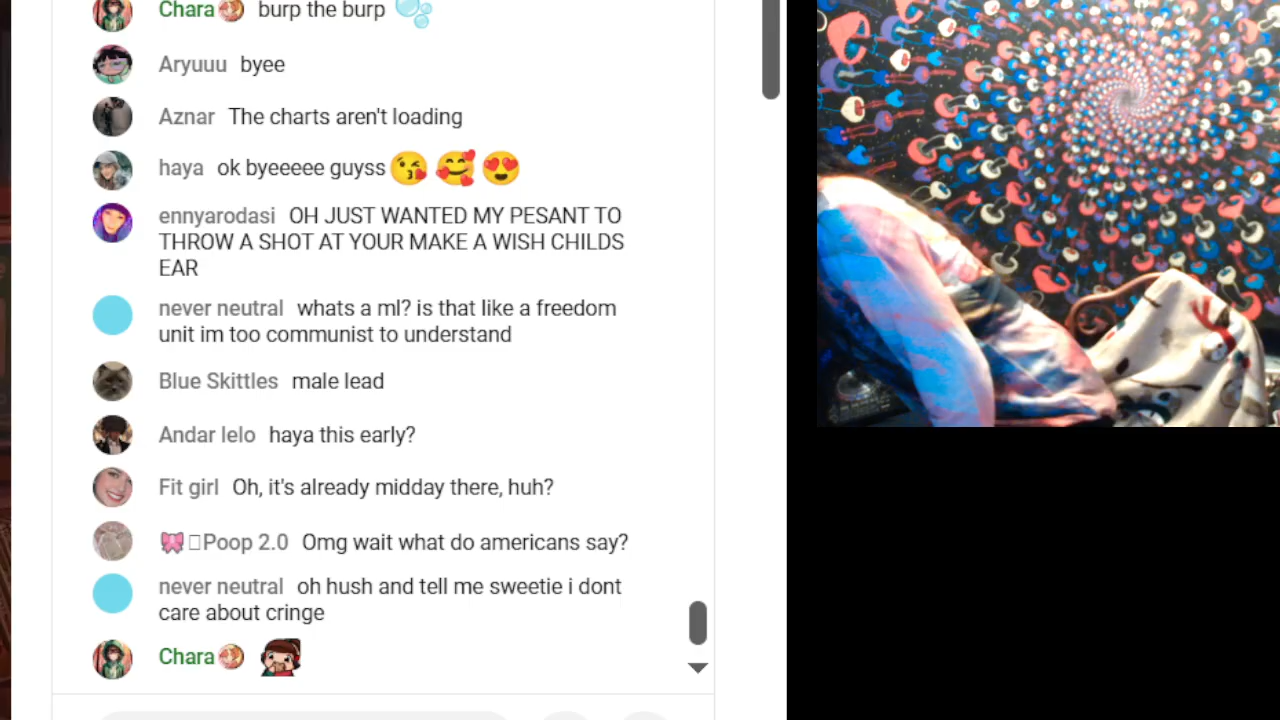 Chara burp the burp
Aryuuu byee
Aznar The charts aren't loading
haya ok byeeeee guyss
ennyarodasi OH JUST WANTED MY PESANT TO
THROW A SHOT AT YOUR MAKE A WISH CHILDS
EAR
never neutral whats a ml? is that like a freedom
unit im too communist to understand
Blue Skittles male lead
Andar lelo haya this early?
Fit girl Oh, it's already midday there, huh?
Poop 2.0 Omg wait what do americans say?
never neutral oh hush and tell me sweetie i dont
care about cringe
Chara